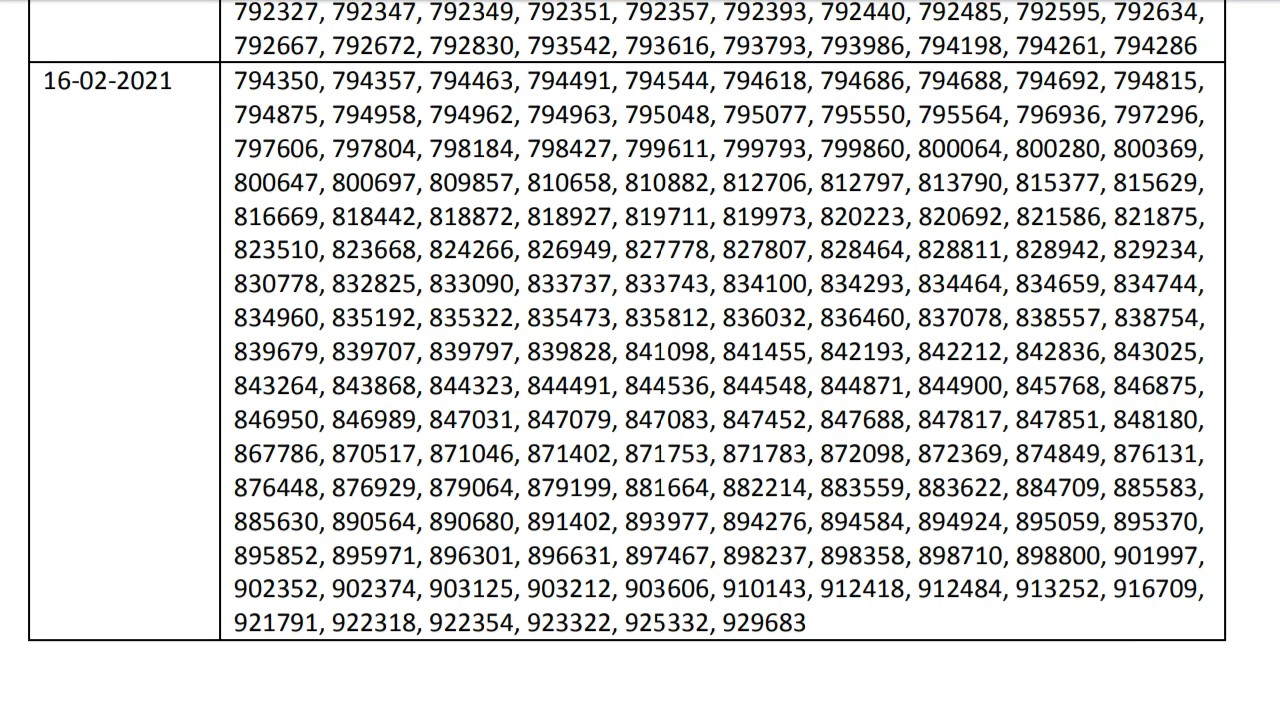 792327, 792347, 792349, 792351, 792357, 792393, 792440, 792485, 792595, 792634,
792667, 792672, 792830, 793542, 793616, 793793, 793986, 794198, 794261, 794286
16-02-2021
794350, 794357, 794463, 794491, 794544, 794618, 794686, 794688, 794692, 794815,
794875, 794958, 794962, 794963, 795048, 795077, 795550, 795564, 796936, 797296,
797606, 797804, 798184, 798427, 799611, 799793, 799860, 800064, 800280, 800369,
800647, 800697, 809857, 810658, 810882, 812706, 812797, 813790, 815377, 815629,
816669, 818442, 818872, 818927, 819711, 819973, 820223, 820692, 821586, 821875,
823510, 823668, 824266, 826949, 827778, 827807, 828464, 828811, 828942, 829234,
830778, 832825, 833090, 833737, 833743, 834100, 834293, 834464, 834659, 834744,
834960, 835192, 835322, 835473, 835812, 836032, 836460, 837078, 838557, 838754,
839679, 839707, 839797, 839828, 841098, 841455, 842193, 842212, 842836, 843025,
843264, 843868, 844323, 844491, 844536, 844548, 844871, 844900, 845768, 846875,
846950, 846989, 847031, 847079, 847083, 847452, 847688, 847817, 847851, 848180,
867786, 870517, 871046, 871402, 871753, 871783, 872098, 872369, 874849, 876131,
876448, 876929, 879064, 879199, 881664, 882214, 883559, 883622, 884709, 885583,
885630, 890564, 890680, 891402, 893977, 894276, 894584, 894924, 895059, 895370,
895852, 895971, 896301, 896631, 897467, 898237, 898358, 898710, 898800, 901997,
902352, 902374, 903125, 903212, 903606, 910143, 912418, 912484, 913252, 916709,
921791, 922318, 922354, 923322, 925332, 929683